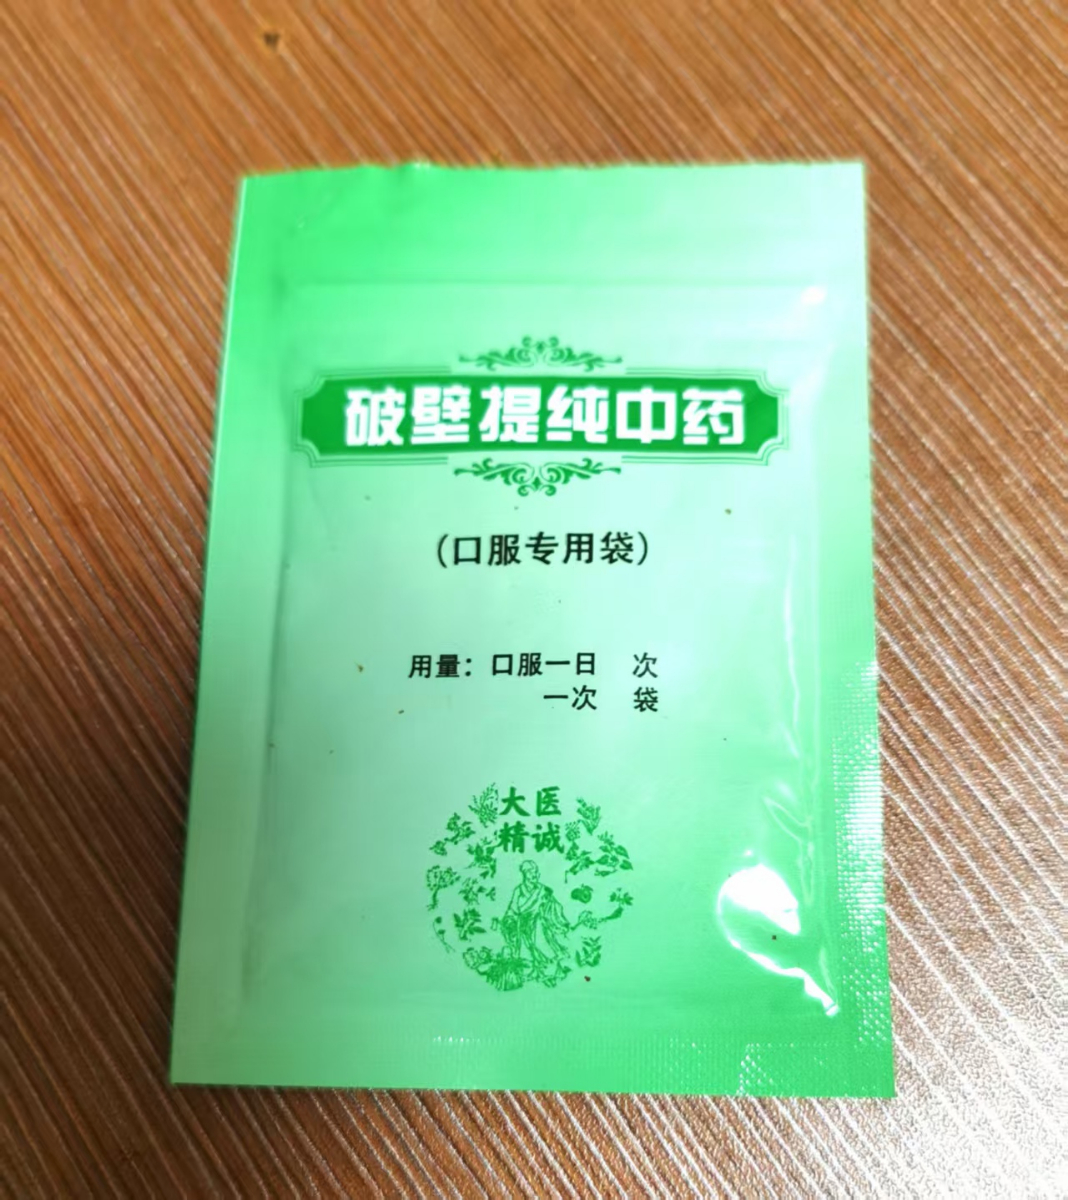 破壁提纯中药
（口服专用袋）
用量：口服一日 次
一次 袋
大医
精诚